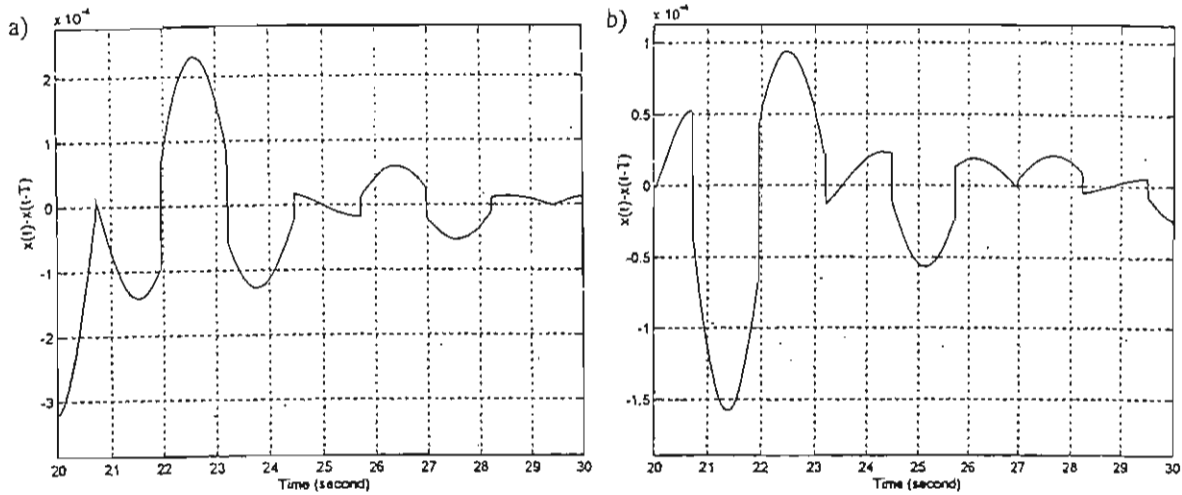 a)
x 10⁻⁴
2
1
0
-1
-2
-3
x(t)-x(t-T)
20 21 22 23 24 25 26 27 28 29 30
Time (second)
b)
x 10⁻⁴
1
0.5
0
-0.5
-1
-1.5
x(t)-x(t-T)
20 21 22 23 24 25 26 27 28 29 30
Time (second)